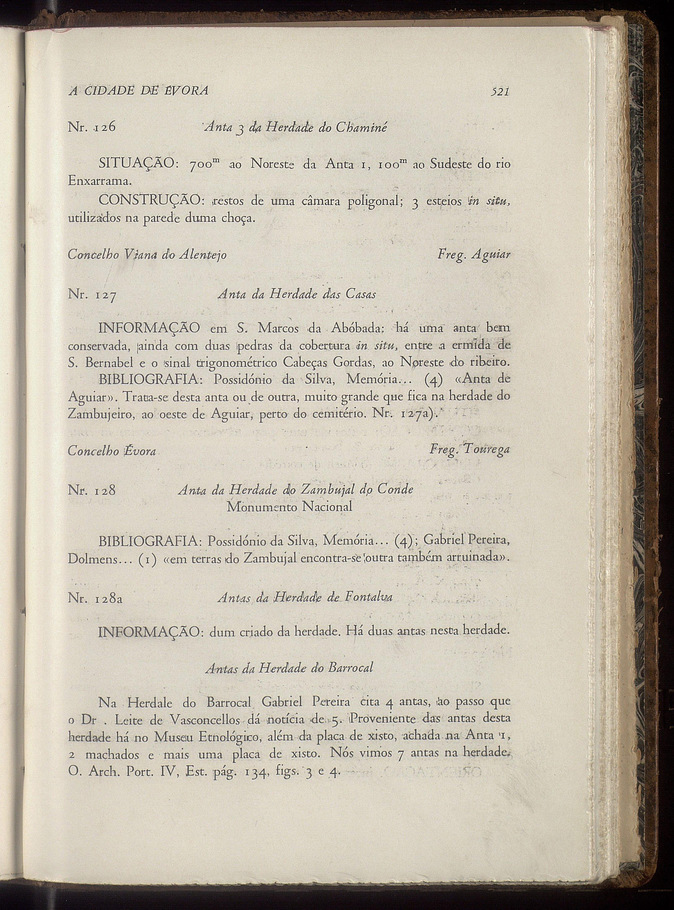 A CIDADE DE ÉVORA 521
Nr. 126 Anta 3 da Herdade do Chaminé
SITUAÇÃO: 700m ao Noreste da Anta 1, 100m ao Sudeste do rio
Enxarrama.
CONSTRUÇÃO: restos de uma câmara poligonal; 3 esteios in situ,
utilizados na parede duma choça.
Concelho Viana do Alentejo Freg. Aguiar
Nr. 127 Anta da Herdade das Casas
INFORMAÇÃO em S. Marcos da Abóbada: há uma anta bem
conservada, ainda com duas pedras da cobertura in situ, entre a ermida de
S. Bernabel e o sinal trigonométrico Cabeças Gordas, ao Noreste do ribeiro.
BIBLIOGRAFIA: Possidónio da Silva, Memória... (4) «Anta de
Aguiar». Trata-se desta anta ou de outra, muito grande que fica na herdade do
Zambujeiro, ao oeste de Aguiar, perto do cemitério. Nr. 127a).
Concelho Évora Freg. Tourega
Nr. 128 Anta da Herdade do Zambujal do Conde
Monumento Nacional
BIBLIOGRAFIA: Possidónio da Silva, Memória... (4); Gabriel Pereira,
Dolmens... (1) «em terras do Zambujal encontra-se outra também arruinada».
Nr. 128a Antas da Herdade de Fontalva
INFORMAÇÃO: dum criado da herdade. Há duas antas nesta herdade.
Antas da Herdade do Barrocal
Na Herdale do Barrocal Gabriel Pereira cita 4 antas, ao passo que
o Dr . Leite de Vasconcellos dá notícia de 5. Proveniente das antas desta
herdade há no Museu Etnológico, além da placa de xisto, achada na Anta 1,
2 machados e mais uma placa de xisto. Nós vimos 7 antas na herdade.
O. Arch. Port. IV, Est. pág. 134, figs. 3 e 4.